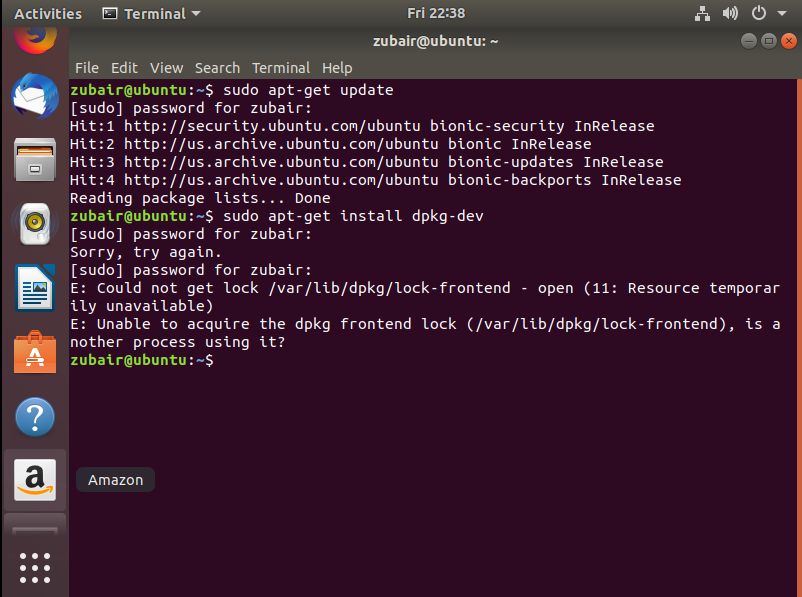 Activities Terminal Fri 22:38
zubair@ubuntu: ~
File Edit View Search Terminal Help
zubair@ubuntu:~$ sudo apt-get update
[sudo] password for zubair:
Hit:1 http://security.ubuntu.com/ubuntu bionic-security InRelease
Hit:2 http://us.archive.ubuntu.com/ubuntu bionic InRelease
Hit:3 http://us.archive.ubuntu.com/ubuntu bionic-updates InRelease
Hit:4 http://us.archive.ubuntu.com/ubuntu bionic-backports InRelease
Reading package lists... Done
zubair@ubuntu:~$ sudo apt-get install dpkg-dev
[sudo] password for zubair:
Sorry, try again.
[sudo] password for zubair:
E: Could not get lock /var/lib/dpkg/lock-frontend - open (11: Resource temporar
ily unavailable)
E: Unable to acquire the dpkg frontend lock (/var/lib/dpkg/lock-frontend), is a
nother process using it?
zubair@ubuntu:~$
?
a
Amazon